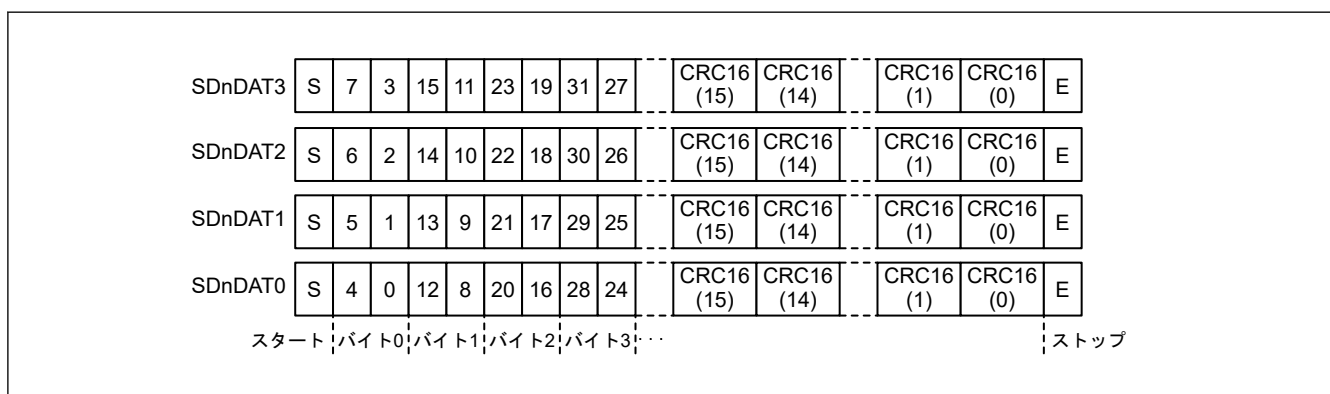 SDnDAT3 S 7 3 15 11 23 19 31 27 CRC16 (15) CRC16 (14) CRC16 (1) CRC16 (0) E
SDnDAT2 S 6 2 14 10 22 18 30 26 CRC16 (15) CRC16 (14) CRC16 (1) CRC16 (0) E
SDnDAT1 S 5 1 13 9 21 17 29 25 CRC16 (15) CRC16 (14) CRC16 (1) CRC16 (0) E
SDnDAT0 S 4 0 12 8 20 16 28 24 CRC16 (15) CRC16 (14) CRC16 (1) CRC16 (0) E
スタート バイト0 バイト1 バイト2 バイト3 ･･･ ストップ